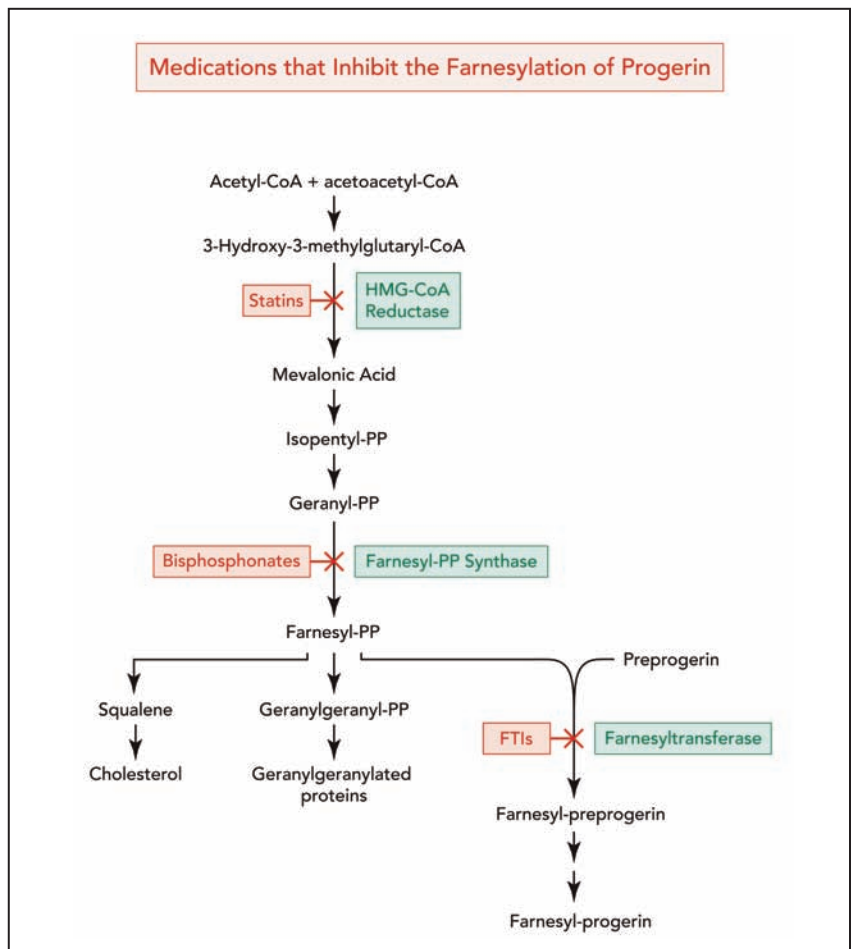 Medications that Inhibit the Farnesylation of Progerin
Acetyl-CoA + acetoacetyl-CoA
3-Hydroxy-3-methylglutaryl-CoA
Statins
HMG-CoA
Reductase
Mevalonic Acid
Isopentyl-PP
Geranyl-PP
Bisphosphonates
Farnesyl-PP Synthase
Farnesyl-PP
Preprogerin
Squalene
Geranylgeranyl-PP
FTIs
Farnesyltransferase
Cholesterol
Geranylgeranylated
proteins
Farnesyl-preprogerin
Farnesyl-progerin